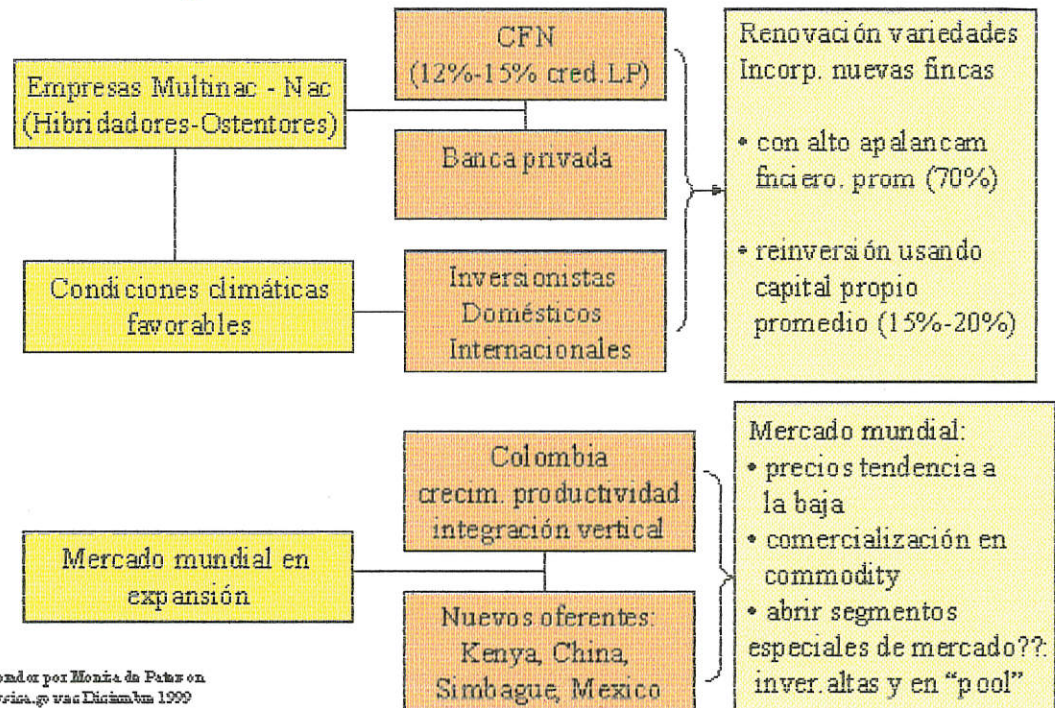 CFN
(12%-15% cred.LP)
Empresas Multinac - Nac
(Hibridadores-Ostentores)
Banca privada
Condiciones climáticas
favorables
Inversionistas
Domésticos
Internacionales
Renovación variedades
Incorp. nuevas fincas
• con alto apalancam
fnciero. prom (70%)
• reinversión usando
capital propio
promedio (15%-20%)
Mercado mundial en
expansión
Colombia
crecim. productividad
integración vertical
Nuevos oferentes:
Kenya, China,
Simbague, Mexico
Mercado mundial:
• precios tendencia a
la baja
• comercialización en
commodity
• abrir segmentos
especiales de mercado??:
inver.altas y en “pool”
por de
1999